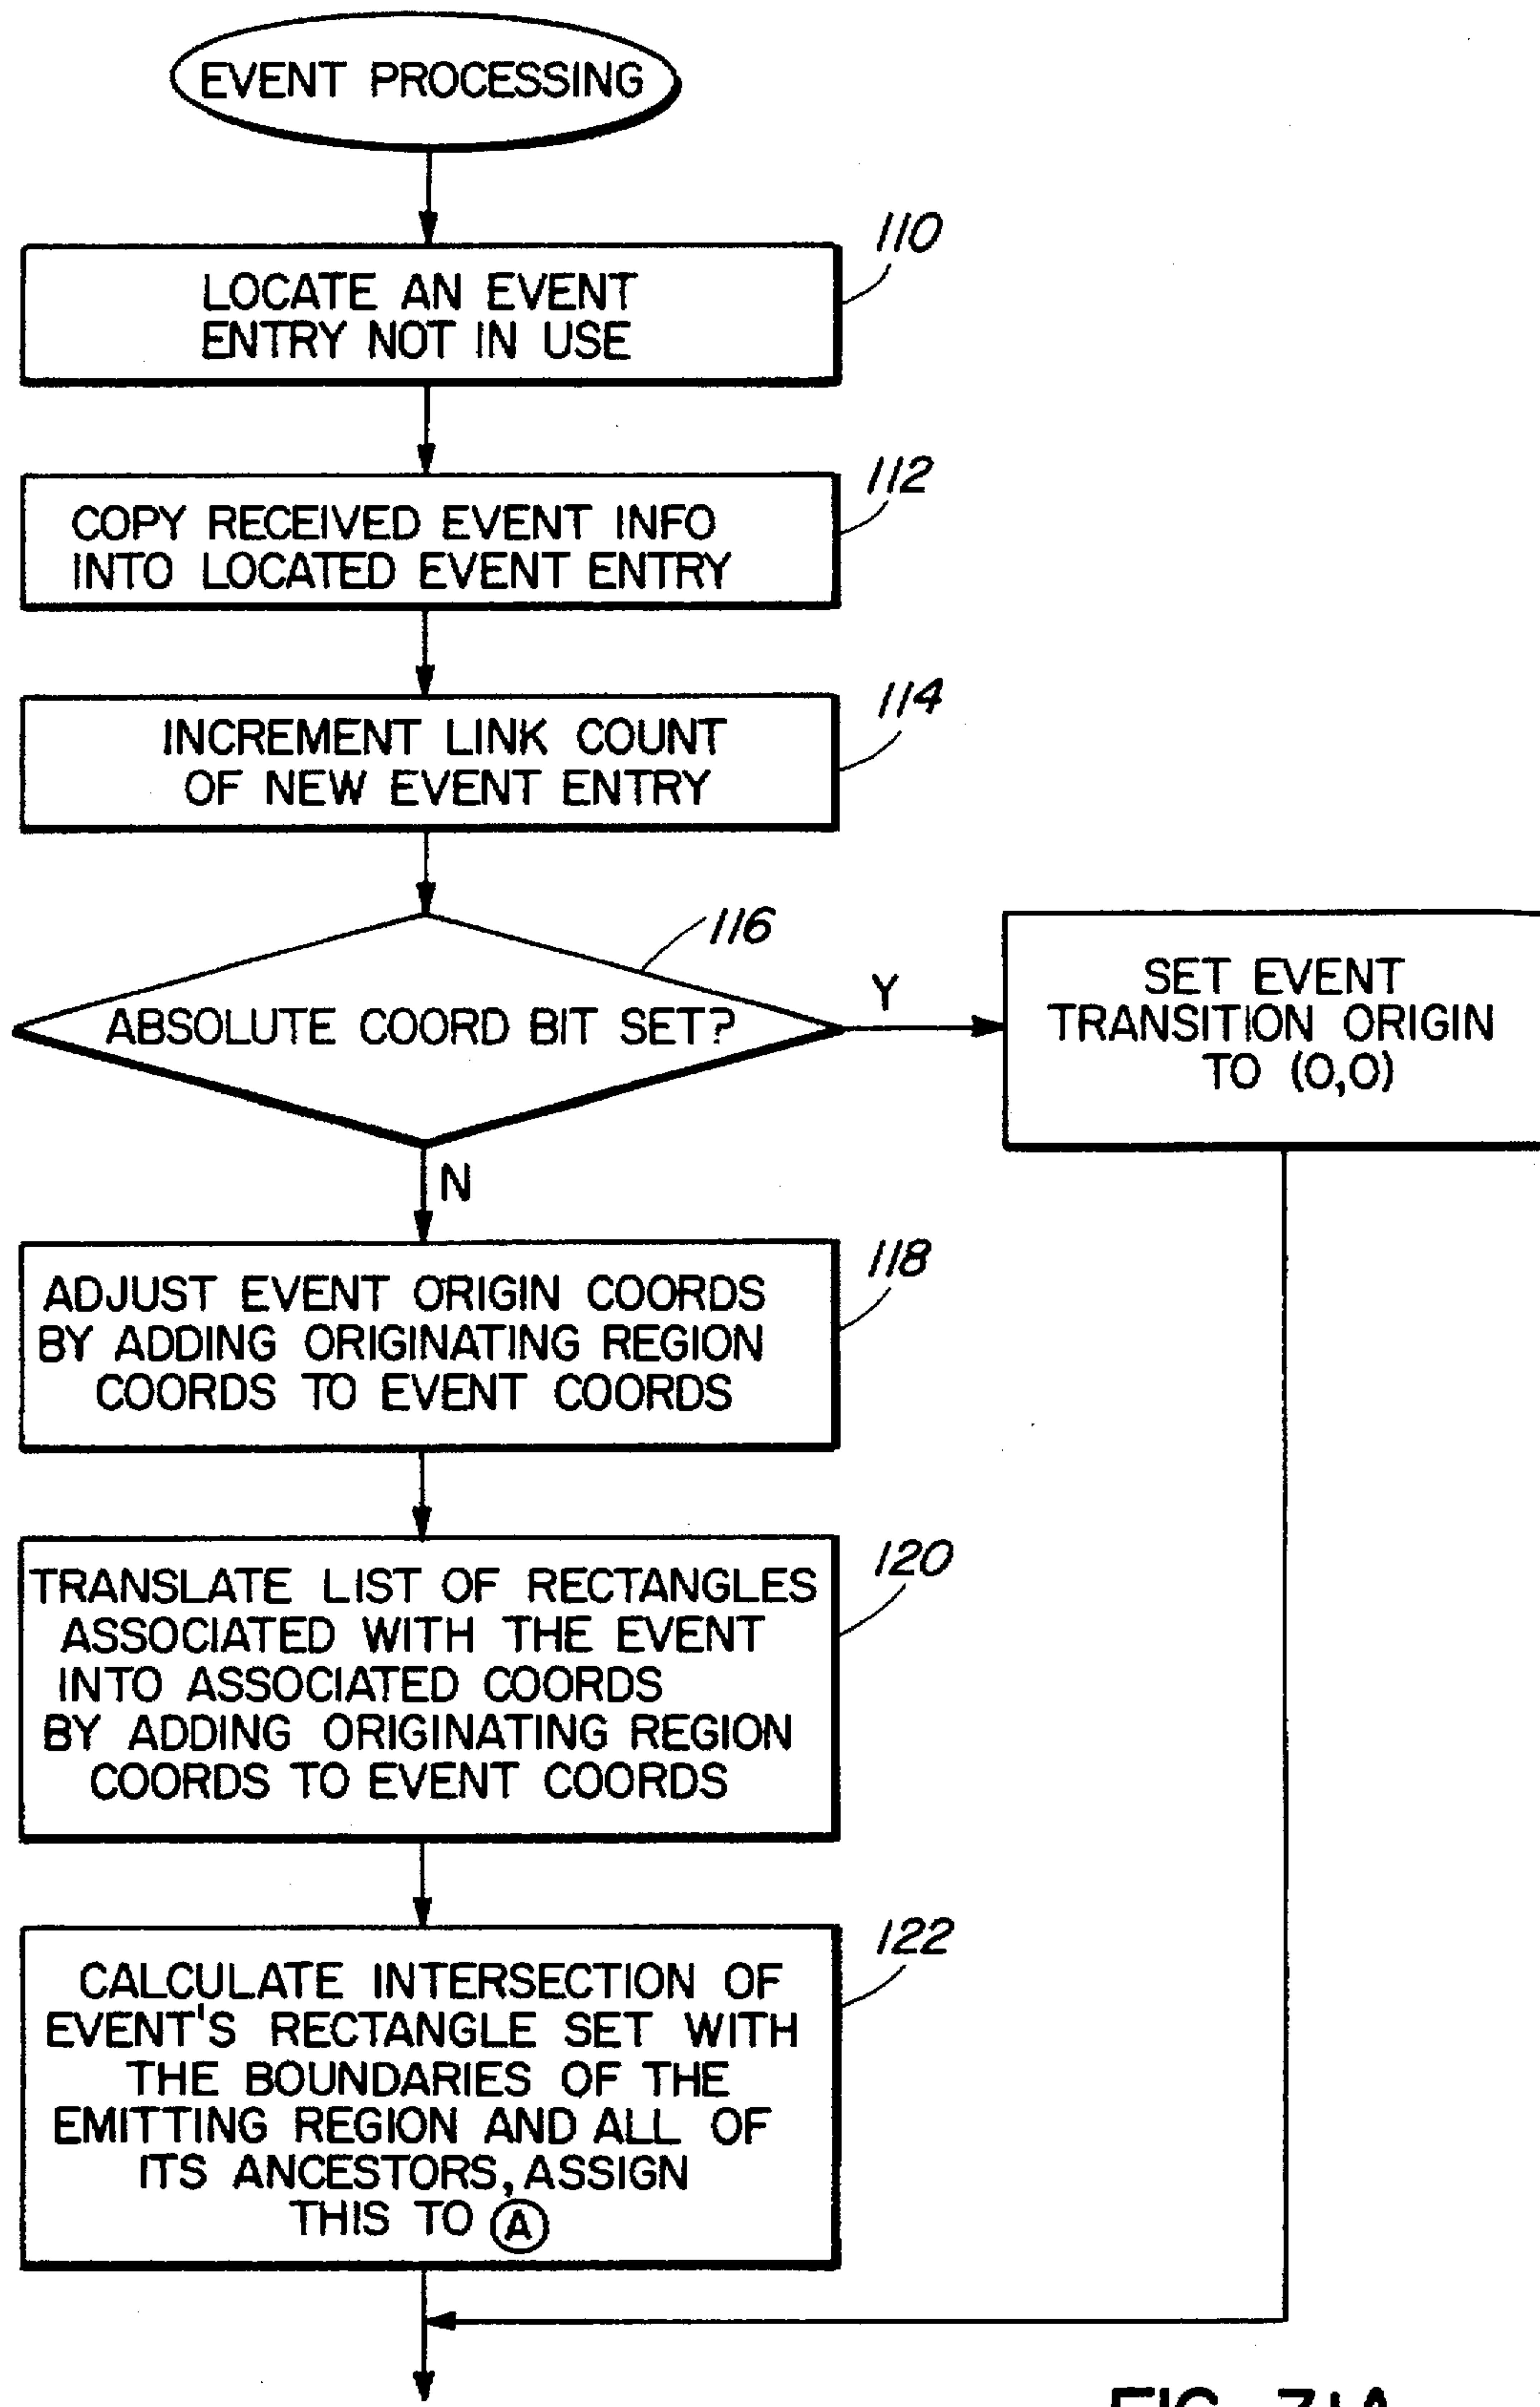 EVENT PROCESSING
110
LOCATE AN EVENT
ENTRY NOT IN USE
112
COPY RECEIVED EVENT INFO
INTO LOCATED EVENT ENTRY
114
INCREMENT LINK COUNT
OF NEW EVENT ENTRY
116
ABSOLUTE COORD BIT SET?
Y
SET EVENT
TRANSITION ORIGIN
TO (0,0)
N
118
ADJUST EVENT ORIGIN COORDS
BY ADDING ORIGINATING REGION
COORDS TO EVENT COORDS
120
TRANSLATE LIST OF RECTANGLES
ASSOCIATED WITH THE EVENT
INTO ASSOCIATED COORDS
BY ADDING ORIGINATING REGION
COORDS TO EVENT COORDS
122
CALCULATE INTERSECTION OF
EVENT'S RECTANGLE SET WITH
THE BOUNDARIES OF THE
EMITTING REGION AND ALL OF
ITS ANCESTORS, ASSIGN
THIS TO A